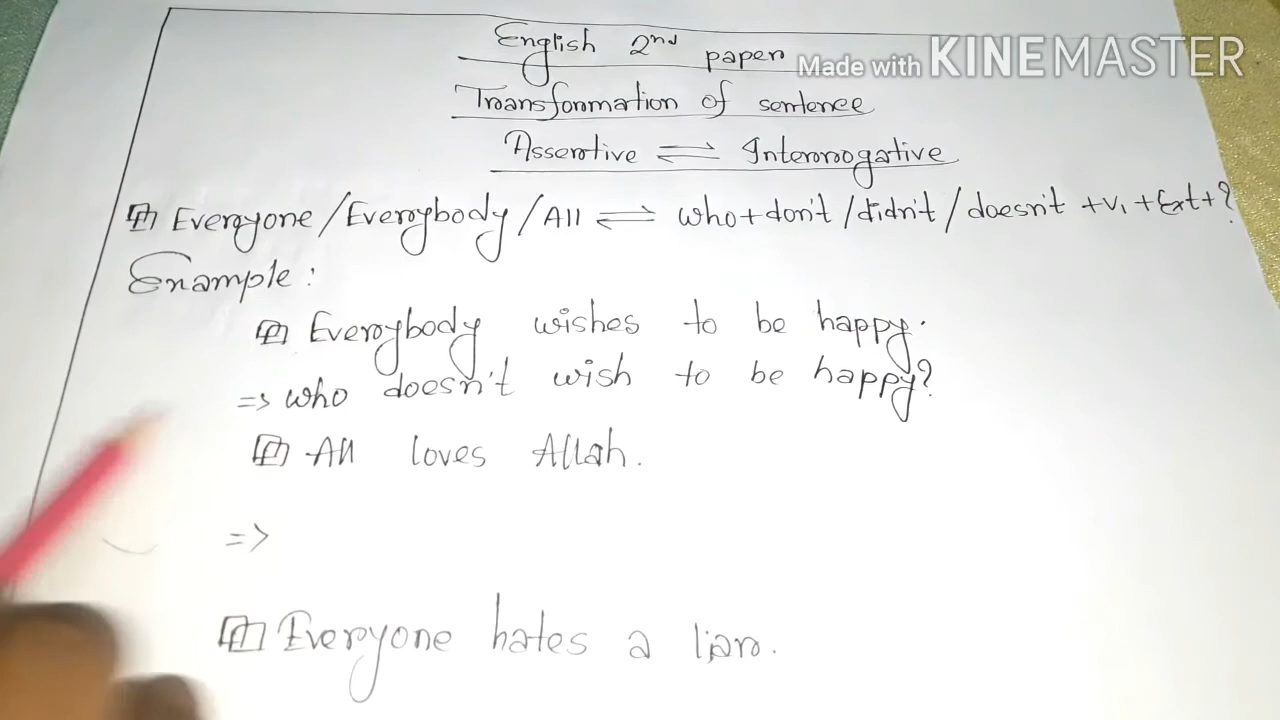 English 2nd paper
Made with KINEMASTER
Transformation of sentence
Assertive ⇌ Interrogative
Everyone/Everybody/All ⇌ who+don't/didn't/doesn't +v1+Ext+?
Example:
Everybody wishes to be happy.
=> who doesn't wish to be happy?
All loves Allah.
=>
Everyone hates a liar.